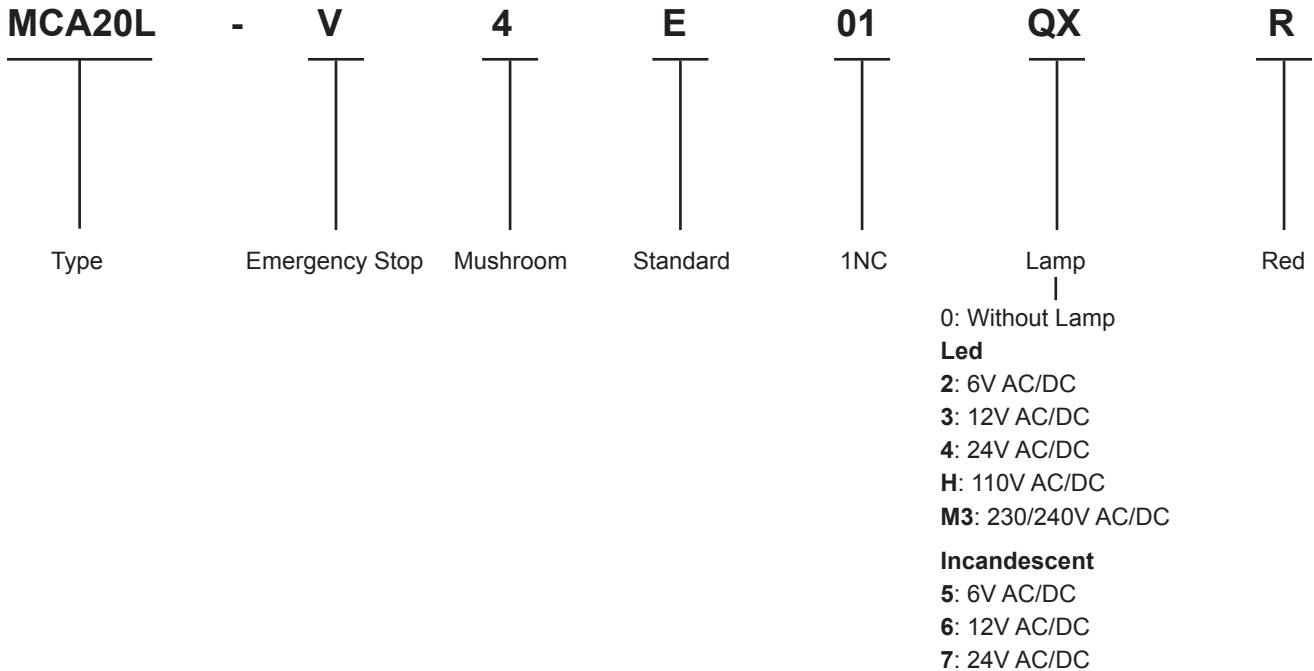 MCA20L - V 4 E 01 QX R
Type Emergency Stop Mushroom Standard 1NC Lamp Red
0: Without Lamp
Led
2: 6V AC/DC
3: 12V AC/DC
4: 24V AC/DC
H: 110V AC/DC
M3: 230/240V AC/DC
Incandescent
5: 6V AC/DC
6: 12V AC/DC
7: 24V AC/DC